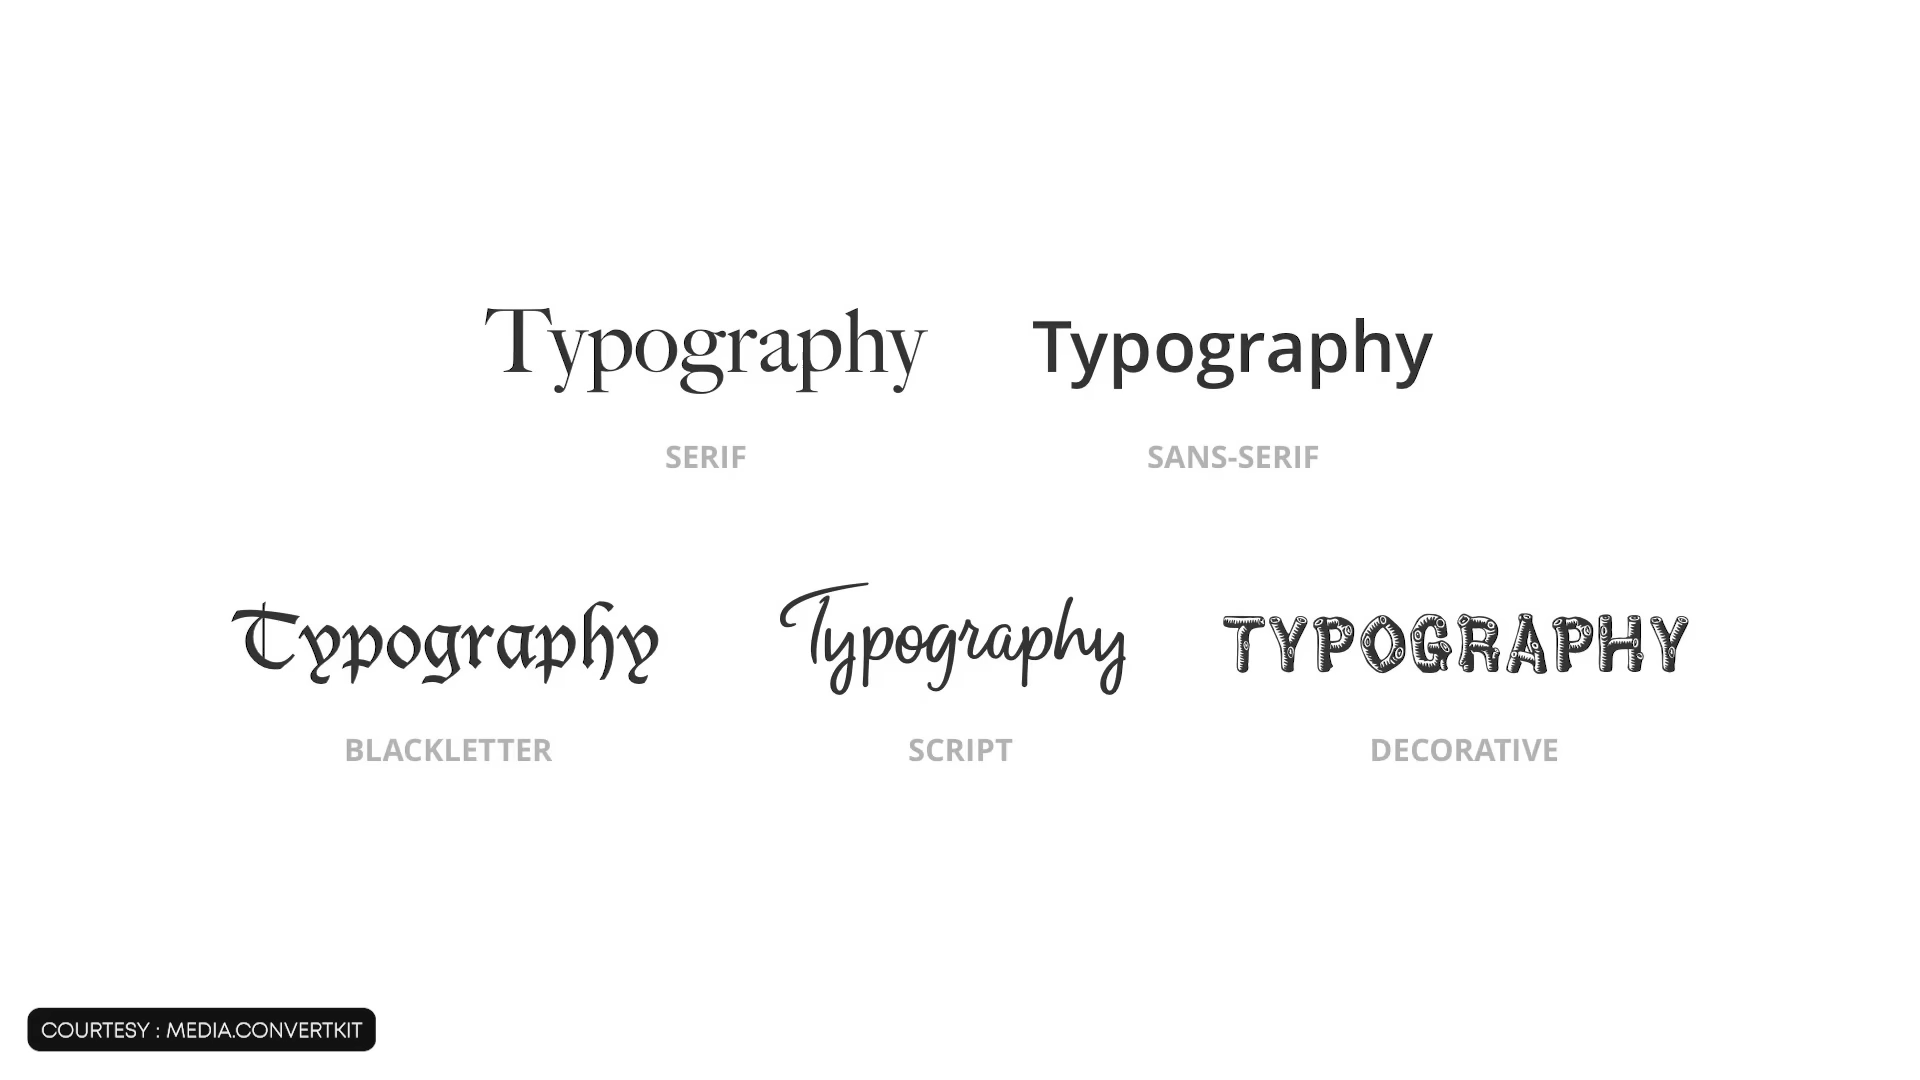 Typography Typography
SERIF SANS-SERIF
Typography Typography TYPOGRAPHY
BLACKLETTER SCRIPT DECORATIVE
COURTESY : MEDIA.CONVERTKIT